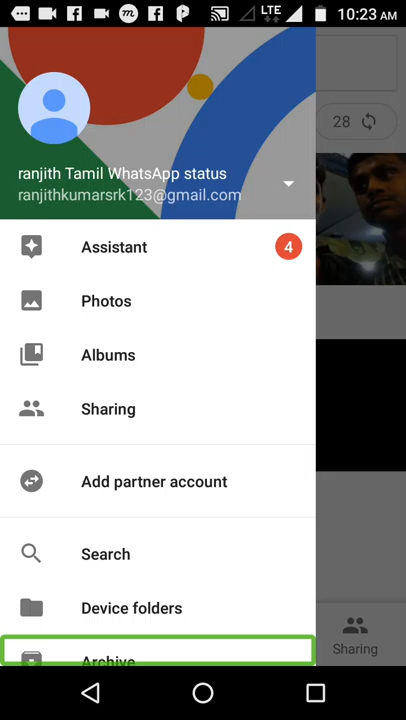 LTE 10:23 AM
28
ranjith Tamil WhatsApp status
ranjithkumarsrk123@gmail.com
Assistant 4
Photos
Albums
Sharing
Add partner account
Search
Device folders
Archive
Sharing